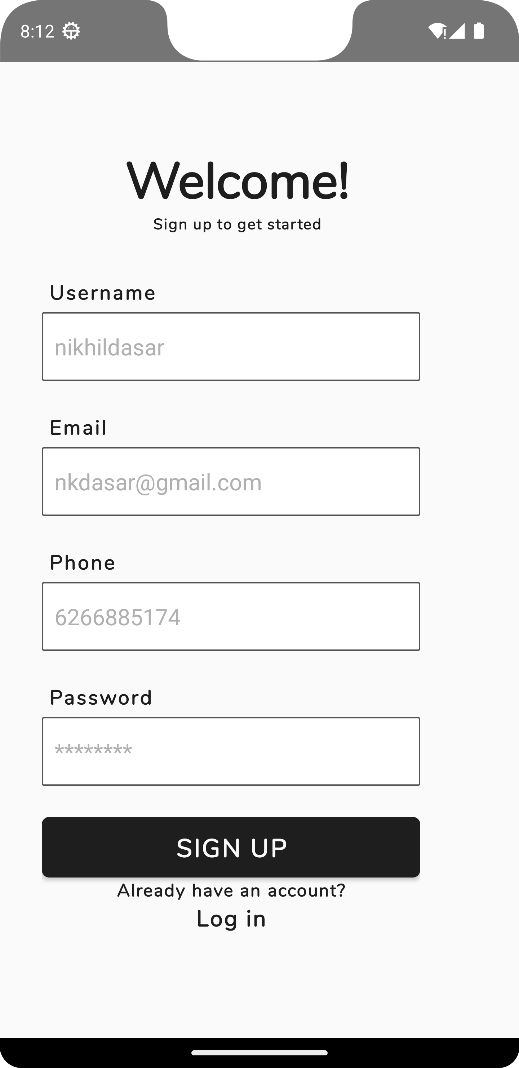 8:12
Welcome!
Sign up to get started
Username
nikhildasar
Email
nkdasar@gmail.com
Phone
6266885174
Password
********
SIGN UP
Already have an account?
Log in